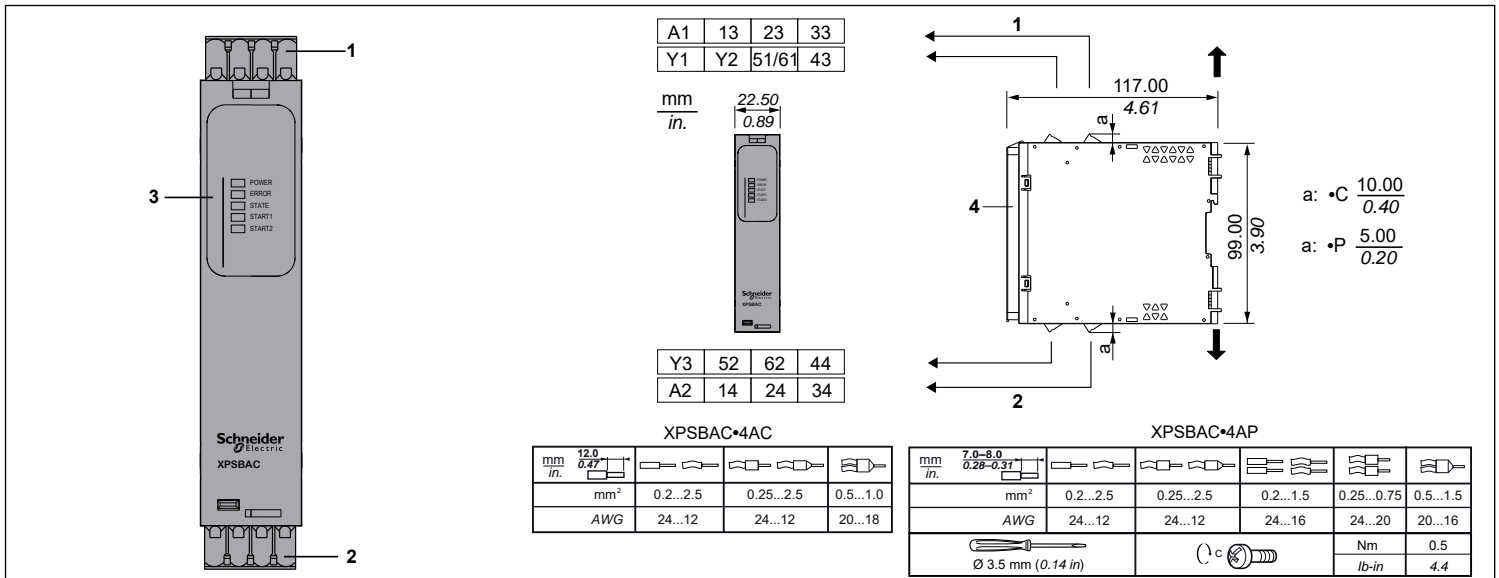 1
3
POWER
ERROR
STATE
START1
START2
Schneider
Electric
XPSBAC
2
A1 13 23 33
Y1 Y2 51/61 43
mm
in.
22.50
0.89
POWER
ERROR
STATE
START1
START2
Schneider
Electric
XPSBAC
Y3 52 62 44
A2 14 24 34
1
117.00
4.61
a
4
99.00
3.90
a
2
a: •C 10.00
0.40
a: •P 5.00
0.20
XPSBAC•4AC
mm
in.
12.0
0.47
mm² 0.2...2.5 0.25...2.5 0.5...1.0
AWG 24...12 24...12 20...18
XPSBAC•4AP
mm
in.
7.0–8.0
0.28–0.31
mm² 0.2...2.5 0.25...2.5 0.2...1.5 0.25...0.75 0.5...1.5
AWG 24...12 24...12 24...16 24...20 20...16
Ø 3.5 mm (0.14 in)
C
Nm 0.5
lb-in 4.4